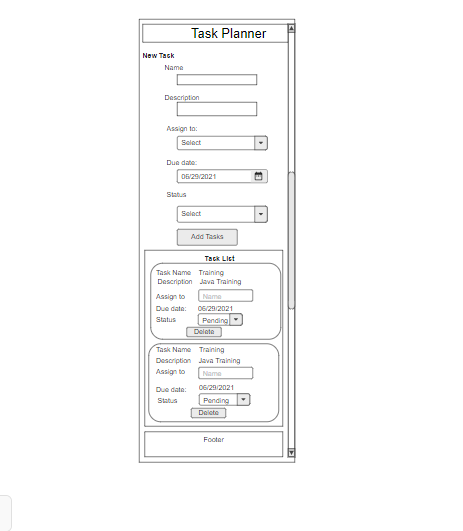 Task Planner
New Task
Name
Description
Assign to:
Select
Due date:
06/29/2021
Status
Select
Add Tasks
Task List
Task Name Training
Description Java Training
Assign to Name
Due date: 06/29/2021
Status Pending
Delete
Task Name Training
Description Java Training
Assign to Name
Due date: 06/29/2021
Status Pending
Delete
Footer